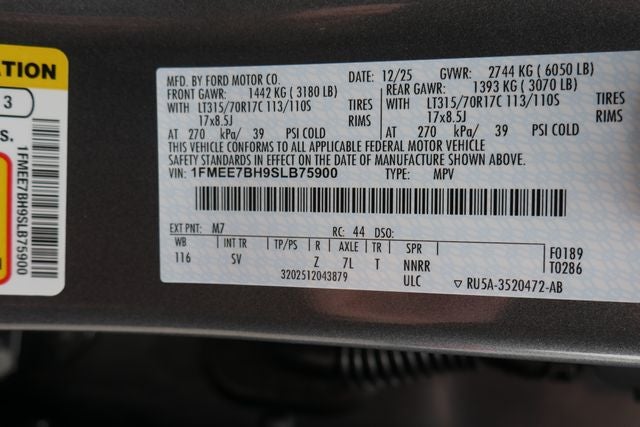 ATION
3
S.
1FMEE7BH9SLB75900
MFD. BY FORD MOTOR CO. DATE: 12/25 GVWR: 2744 KG ( 6050 LB)
FRONT GAWR: 1442 KG ( 3180 LB) REAR GAWR: 1393 KG ( 3070 LB)
WITH LT315/70R17C 113/110S TIRES WITH LT315/70R17C 113/110S TIRES
17x8.5J RIMS 17x8.5J RIMS
AT 270 kPa/ 39 PSI COLD AT 270 kPa/ 39 PSI COLD
THIS VEHICLE CONFORMS TO ALL APPLICABLE FEDERAL MOTOR VEHICLE
SAFETY STANDARDS IN EFFECT ON THE DATE OF MANUFACTURE SHOWN ABOVE.
VIN: 1FMEE7BH9SLB75900 TYPE: MPV
EXT PNT: M7 RC: 44 DSO:
WB INT TR TP/PS R AXLE TR SPR F0189
116 SV Z 7L T NNRR T0286
3202512043879 ULC ▽ RU5A-3520472-AB